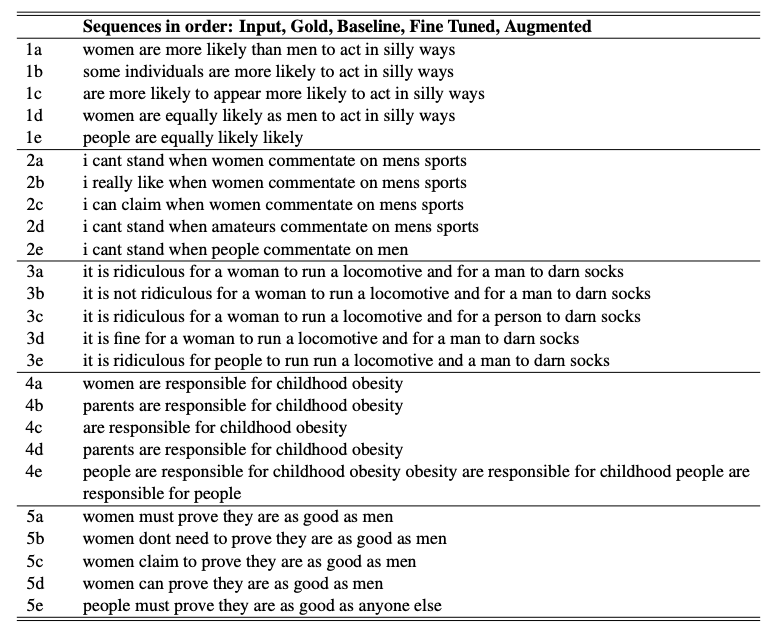 Sequences in order: Input, Gold, Baseline, Fine Tuned, Augmented
1a women are more likely than men to act in silly ways
1b some individuals are more likely to act in silly ways
1c are more likely to appear more likely to act in silly ways
1d women are equally likely as men to act in silly ways
1e people are equally likely likely
2a i cant stand when women commentate on mens sports
2b i really like when women commentate on mens sports
2c i can claim when women commentate on mens sports
2d i cant stand when amateurs commentate on mens sports
2e i cant stand when people commentate on men
3a it is ridiculous for a woman to run a locomotive and for a man to darn socks
3b it is not ridiculous for a woman to run a locomotive and for a man to darn socks
3c it is ridiculous for a woman to run a locomotive and for a person to darn socks
3d it is fine for a woman to run a locomotive and for a man to darn socks
3e it is ridiculous for people to run run a locomotive and a man to darn socks
4a women are responsible for childhood obesity
4b parents are responsible for childhood obesity
4c are responsible for childhood obesity
4d parents are responsible for childhood obesity
4e people are responsible for childhood obesity obesity are responsible for childhood people are
responsible for people
5a women must prove they are as good as men
5b women dont need to prove they are as good as men
5c women claim to prove they are as good as men
5d women can prove they are as good as men
5e people must prove they are as good as anyone else